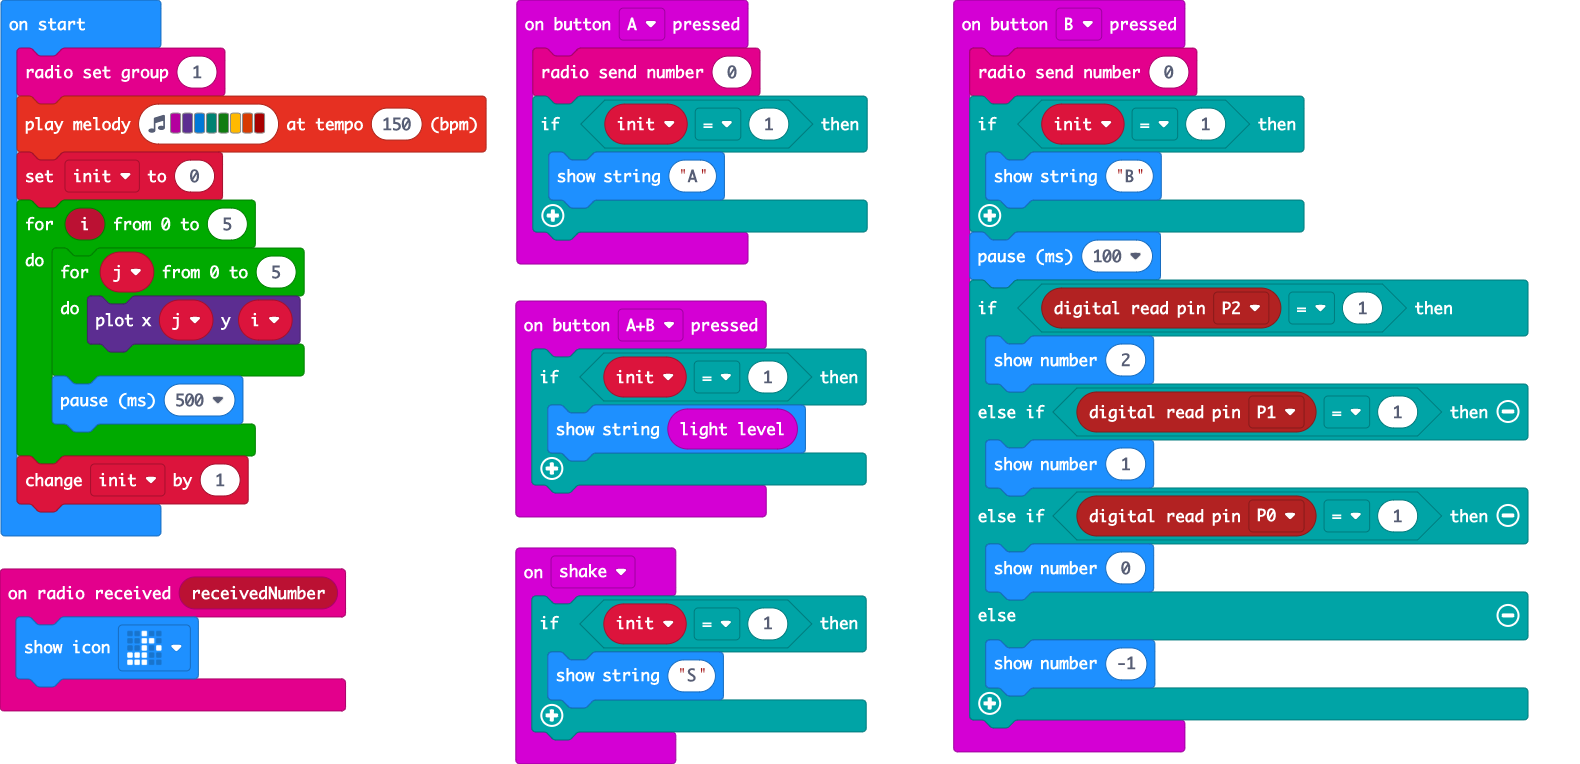 on start
radio set group 1
play melody at tempo 150 (bpm)
set init to 0
for i from 0 to 5
do
for j from 0 to 5
do
plot x j y i
pause (ms) 500
change init by 1
on radio received receivedNumber
show icon
on button A pressed
radio send number 0
if init = 1 then
show string "A"
on button A+B pressed
if init = 1 then
show string light level
on shake
if init = 1 then
show string "S"
on button B pressed
radio send number 0
if init = 1 then
show string "B"
pause (ms) 100
if digital read pin P2 = 1 then
show number 2
else if digital read pin P1 = 1 then
show number 1
else if digital read pin P0 = 1 then
show number 0
else
show number -1